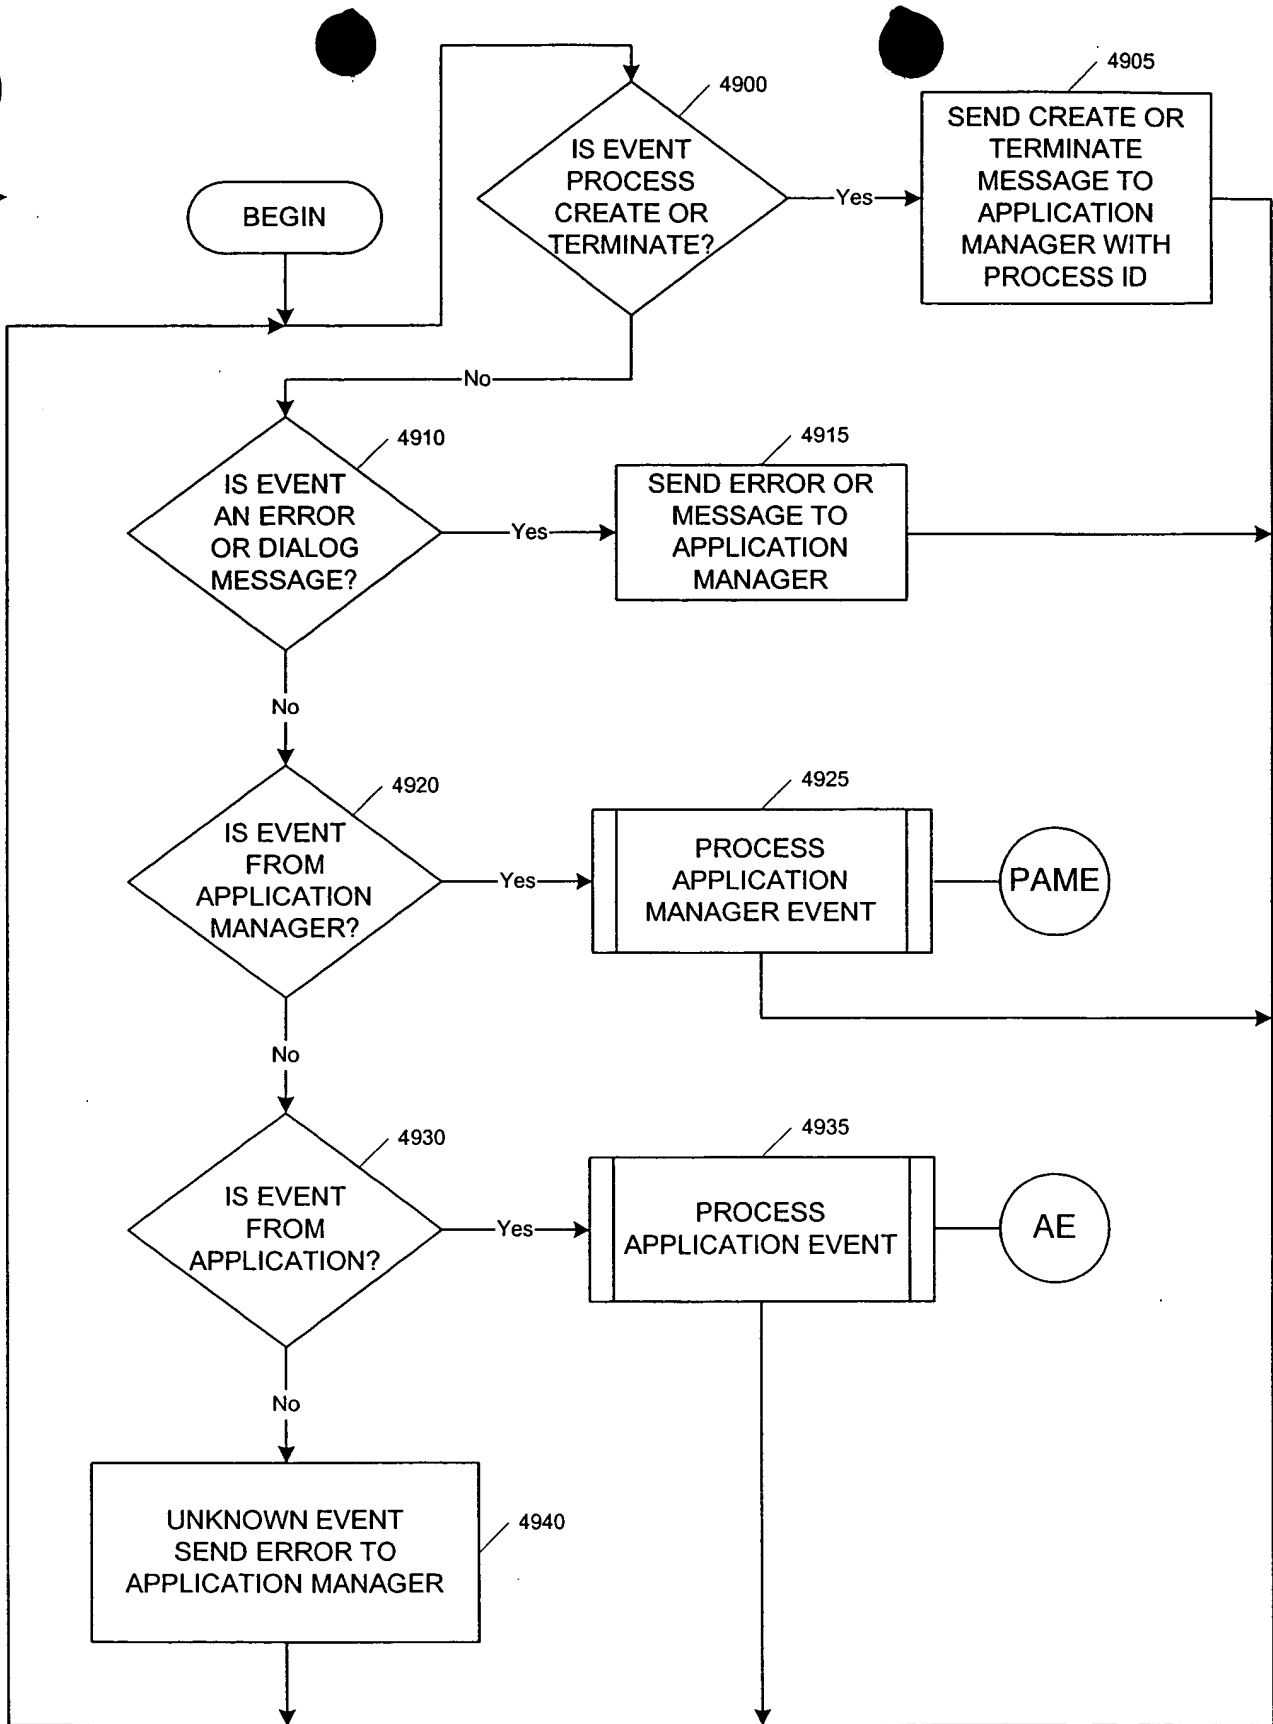 4905
4900
SEND CREATE OR
TERMINATE
MESSAGE TO
APPLICATION
MANAGER WITH
PROCESS ID
IS EVENT
PROCESS
CREATE OR
TERMINATE?
Yes
BEGIN
No
4910
4915
IS EVENT
AN ERROR
OR DIALOG
MESSAGE?
Yes
SEND ERROR OR
MESSAGE TO
APPLICATION
MANAGER
No
4920
4925
IS EVENT
FROM
APPLICATION
MANAGER?
Yes
PROCESS
APPLICATION
MANAGER EVENT
PAME
No
4930
4935
IS EVENT
FROM
APPLICATION?
Yes
PROCESS
APPLICATION EVENT
AE
No
UNKNOWN EVENT
SEND ERROR TO
APPLICATION MANAGER
4940